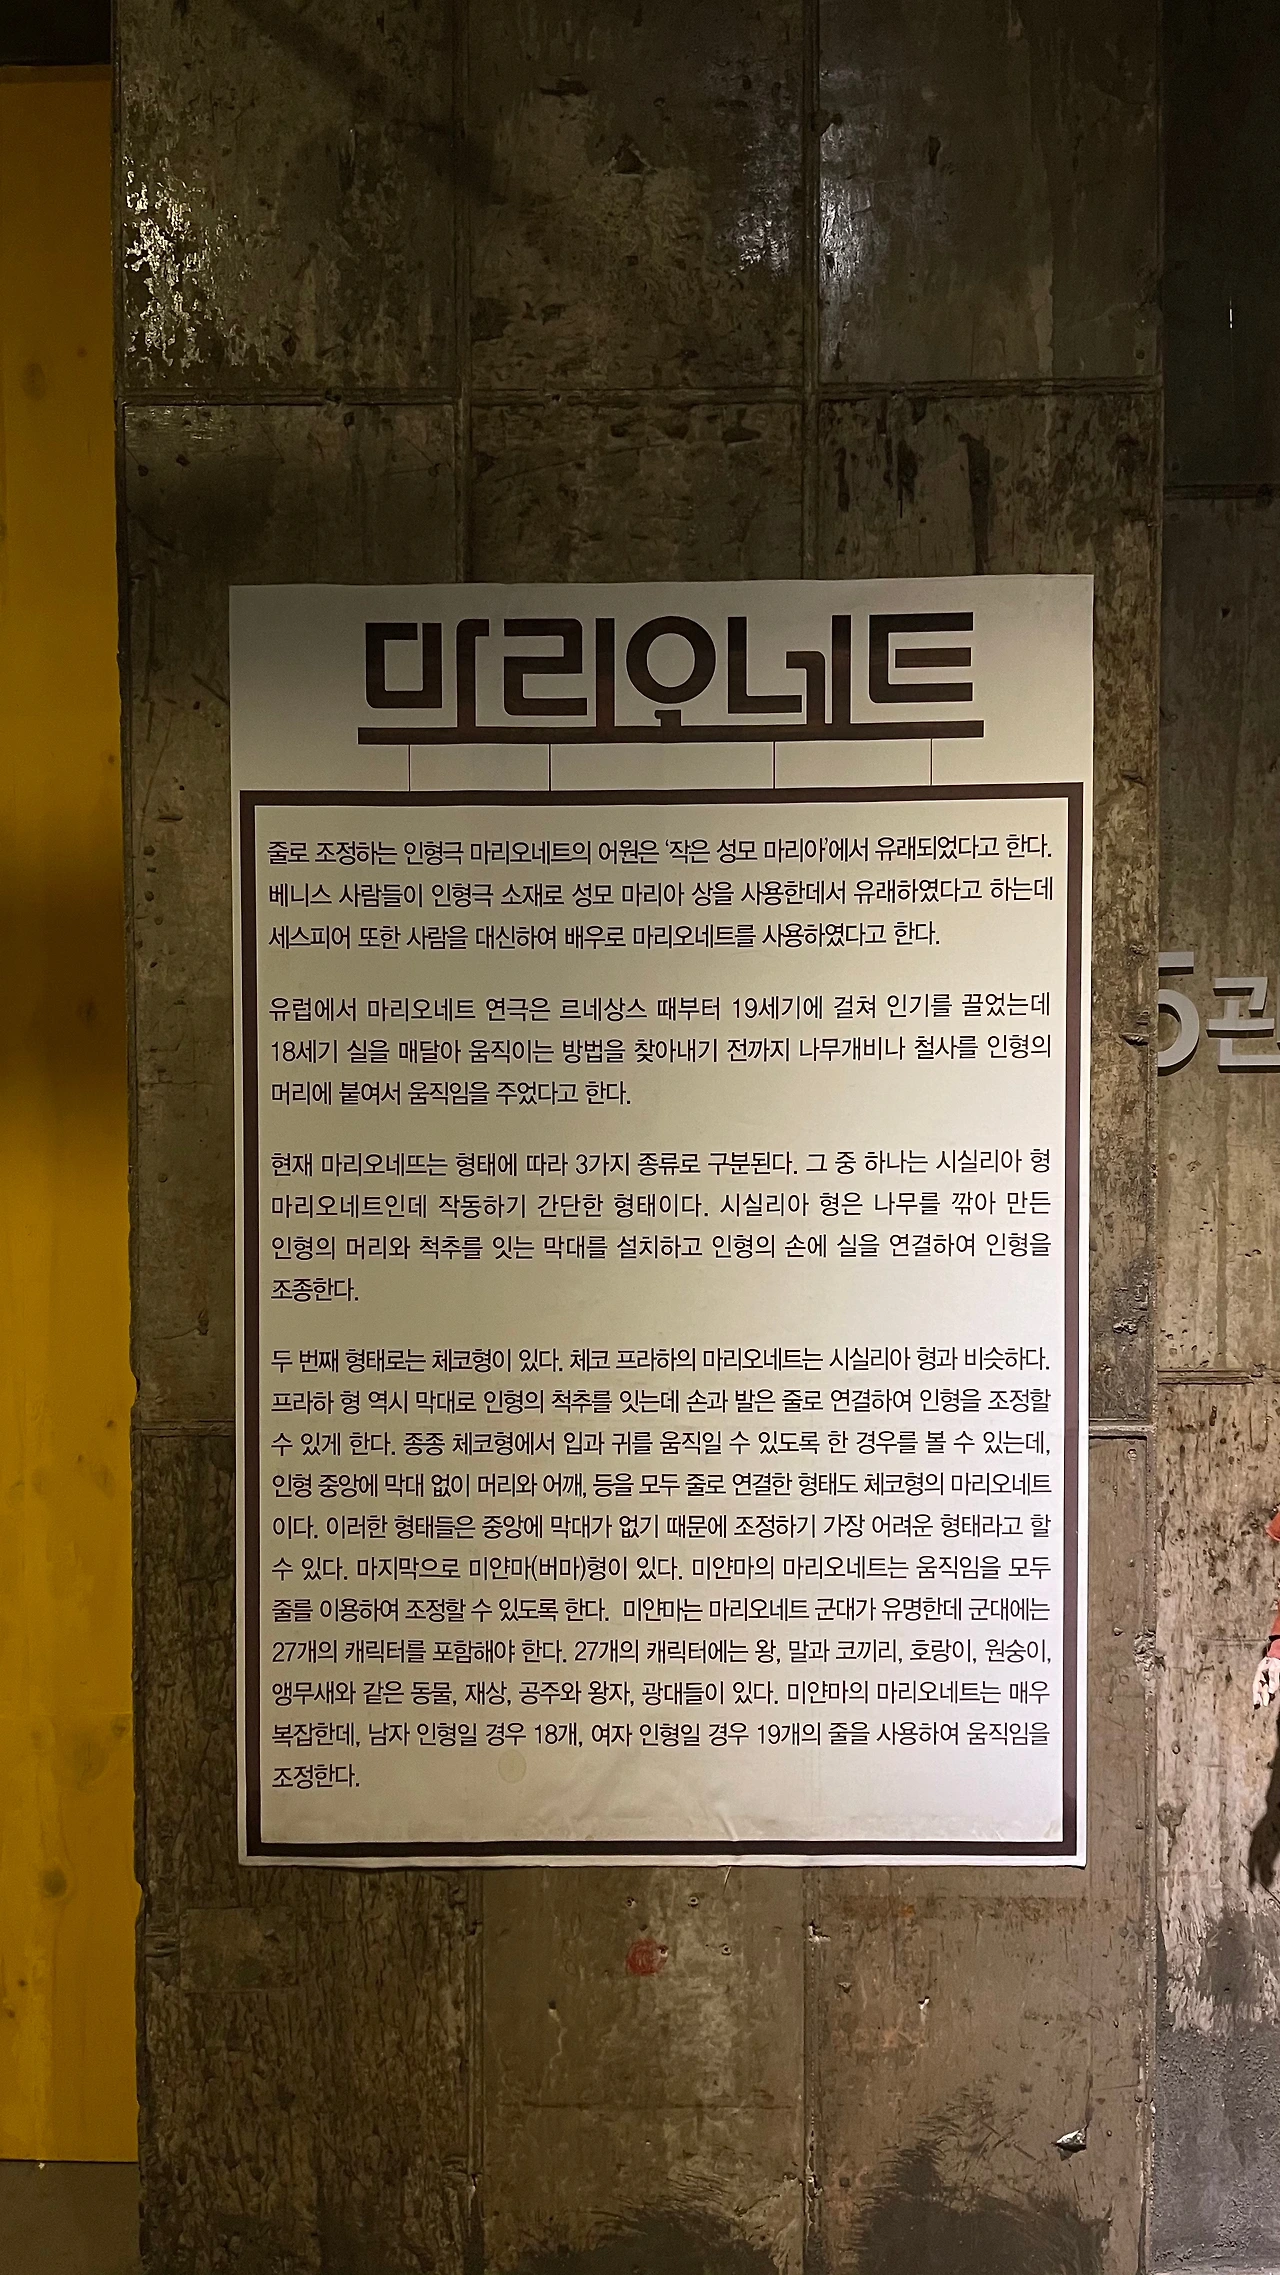 마리오네트
줄로 조정하는 인형극 마리오네트의 어원은 ‘작은 성모 마리아’에서 유래되었다고 한다.
베니스 사람들이 인형극 소재로 성모 마리아 상을 사용한데서 유래하였다고 하는데
세스피어 또한 사람을 대신하여 배우로 마리오네트를 사용하였다고 한다.
유럽에서 마리오네트 연극은 르네상스 때부터 19세기에 걸쳐 인기를 끌었는데
18세기 실을 매달아 움직이는 방법을 찾아내기 전까지 나무개비나 철사를 인형의
머리에 붙여서 움직임을 주었다고 한다.
현재 마리오네뜨는 형태에 따라 3가지 종류로 구분된다. 그 중 하나는 시실리아 형
마리오네트인데 작동하기 간단한 형태이다. 시실리아 형은 나무를 깎아 만든
인형의 머리와 척추를 잇는 막대를 설치하고 인형의 손에 실을 연결하여 인형을
조종한다.
두 번째 형태로는 체코형이 있다. 체코 프라하의 마리오네트는 시실리아 형과 비슷하다.
프라하 형 역시 막대로 인형의 척추를 잇는데 손과 발은 줄로 연결하여 인형을 조정할
수 있게 한다. 종종 체코형에서 입과 귀를 움직일 수 있도록 한 경우를 볼 수 있는데,
인형 중앙에 막대 없이 머리와 어깨, 등을 모두 줄로 연결한 형태도 체코형의 마리오네트
이다. 이러한 형태들은 중앙에 막대가 없기 때문에 조정하기 가장 어려운 형태라고 할
수 있다. 마지막으로 미얀마(버마)형이 있다. 미얀마의 마리오네트는 움직임을 모두
줄를 이용하여 조정할 수 있도록 한다. 미얀마는 마리오네트 군대가 유명한데 군대에는
27개의 캐릭터를 포함해야 한다. 27개의 캐릭터에는 왕, 말과 코끼리, 호랑이, 원숭이,
앵무새와 같은 동물, 재상, 공주와 왕자, 광대들이 있다. 미얀마의 마리오네트는 매우
복잡한데, 남자 인형일 경우 18개, 여자 인형일 경우 19개의 줄을 사용하여 움직임을
조정한다.
5관